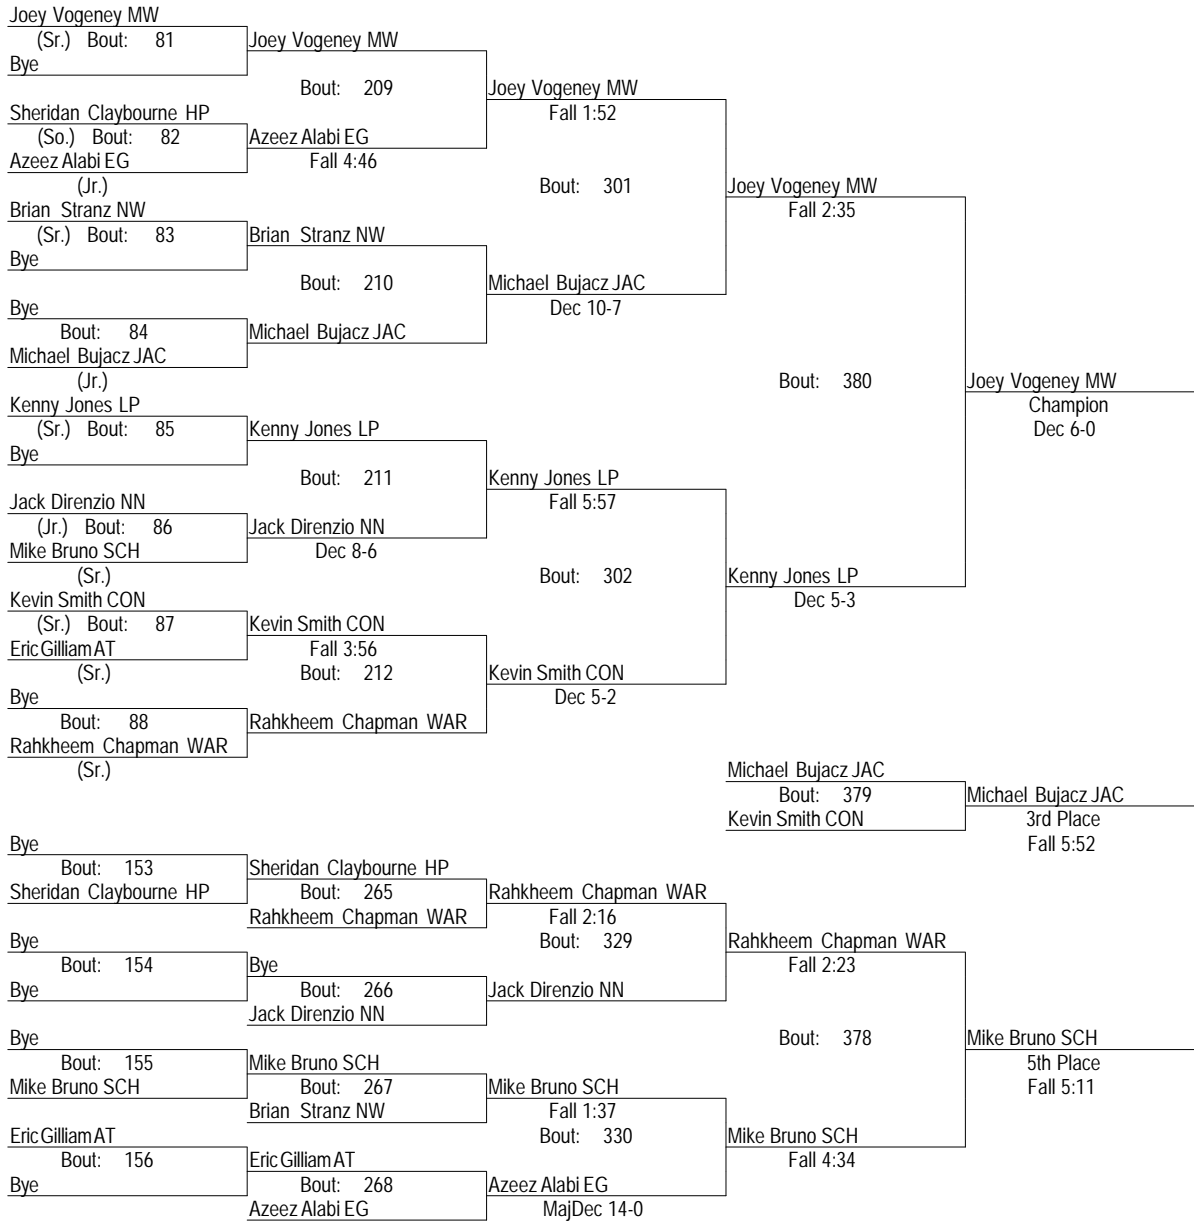 Joey Vogeney MW
(Sr.) Bout: 81 Joey Vogeney MW
Bye
Bout: 209 Joey Vogeney MW
Sheridan Claybourne HP Fall 1:52
(So.) Bout: 82 Azeez Alabi EG
Azeez Alabi EG Fall 4:46
(Jr.) Bout: 301 Joey Vogeney MW
Brian Stranz NW Fall 2:35
(Sr.) Bout: 83 Brian Stranz NW
Bye
Bout: 210 Michael Bujacz JAC
Bye Dec 10-7
Bout: 84 Michael Bujacz JAC
Michael Bujacz JAC
(Jr.) Bout: 380 Joey Vogeney MW
Kenny Jones LP Champion
(Sr.) Bout: 85 Kenny Jones LP Dec 6-0
Bye
Bout: 211 Kenny Jones LP
Jack Direnzio NN Fall 5:57
(Jr.) Bout: 86 Jack Direnzio NN
Mike Bruno SCH Dec 8-6
(Sr.) Bout: 302 Kenny Jones LP
Kevin Smith CON Dec 5-3
(Sr.) Bout: 87 Kevin Smith CON
Eric Gilliam AT Fall 3:56
(Sr.) Bout: 212 Kevin Smith CON
Bye Dec 5-2
Bout: 88 Rahkheem Chapman WAR
Rahkheem Chapman WAR
(Sr.) Michael Bujacz JAC
Bout: 379 Michael Bujacz JAC
Kevin Smith CON 3rd Place
Bye Fall 5:52
Bout: 153 Sheridan Claybourne HP
Sheridan Claybourne HP Bout: 265 Rahkheem Chapman WAR
Rahkheem Chapman WAR Fall 2:16
Bye Bout: 329 Rahkheem Chapman WAR
Bout: 154 Bye Fall 2:23
Bye Bout: 266 Jack Direnzio NN
Jack Direnzio NN
Bye Bout: 378 Mike Bruno SCH
Bout: 155 Mike Bruno SCH 5th Place
Mike Bruno SCH Bout: 267 Mike Bruno SCH Fall 5:11
Brian Stranz NW Fall 1:37
Eric Gilliam AT Bout: 330 Mike Bruno SCH
Bout: 156 Eric Gilliam AT Fall 4:34
Bye Bout: 268 Azeez Alabi EG
Azeez Alabi EG MajDec 14-0